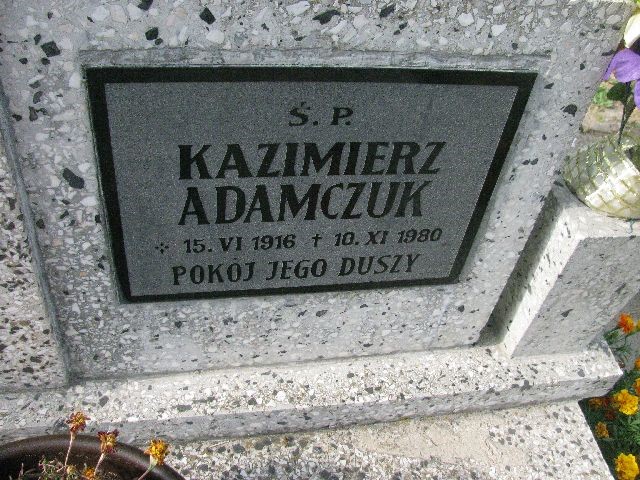 Ś. P.
KAZIMIERZ
ADAMCZUK
⁘ 15. VI 1916 † 10. XI 1980
POKÓJ JEGO DUSZY